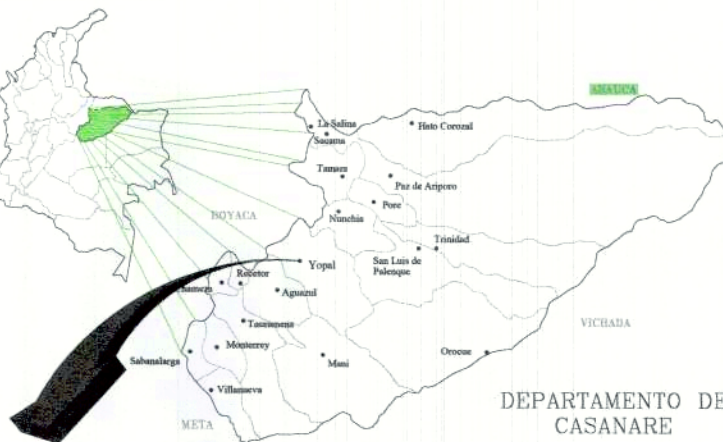 ARAUCA
La Salina
Sacama
Hato Corozal
Tamara
Paz de Ariporo
Pore
BOYACA
Nunchia
Trinidad
San Luis de
Palenque
Yopal
Recetor
Aguazul
VICHADA
Tauramena
Monterrey
Sabanalarga
Mani
Orocue
Villanueva
META
DEPARTAMENTO DE
CASANARE